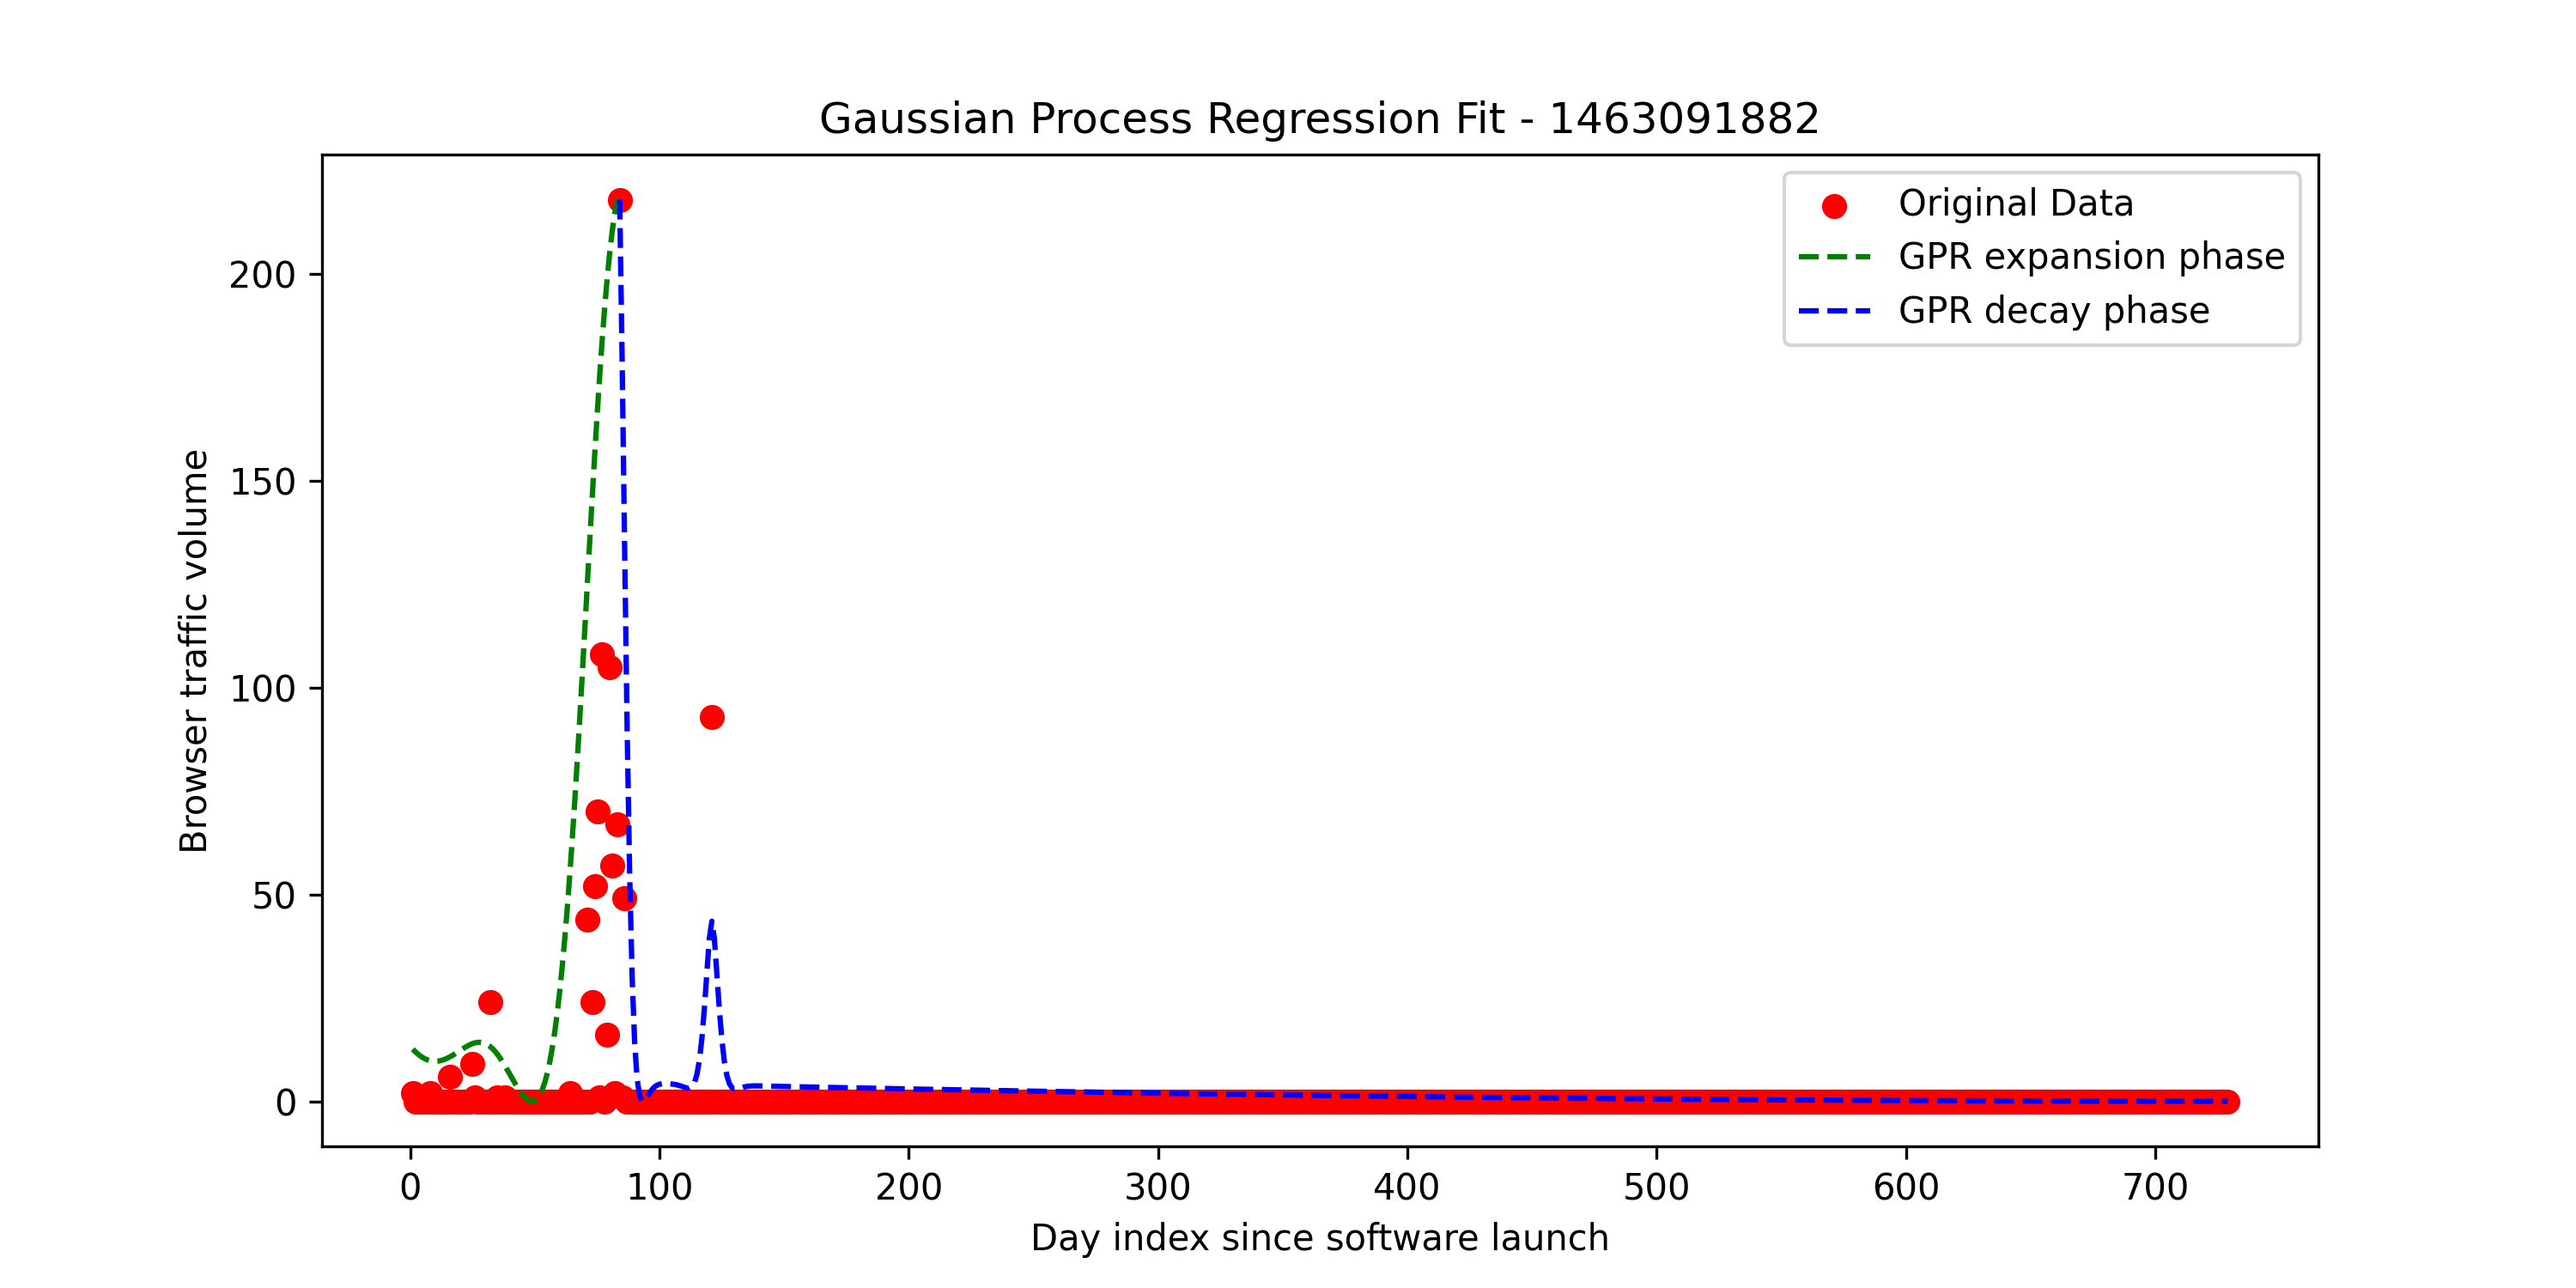 Gaussian Process Regression Fit - 1463091882
Original Data
GPR expansion phase
GPR decay phase
Browser traffic volume
200
150
100
50
0
0 100 200 300 400 500 600 700
Day index since software launch